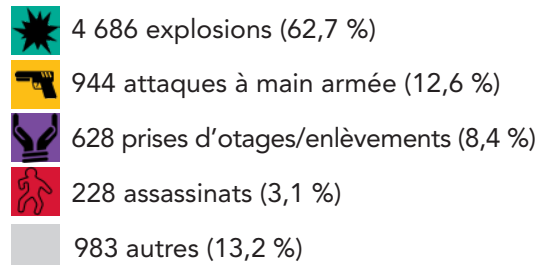 4 686 explosions (62,7 %)
944 attaques à main armée (12,6 %)
628 prises d'otages/enlèvements (8,4 %)
228 assassinats (3,1 %)
983 autres (13,2 %)